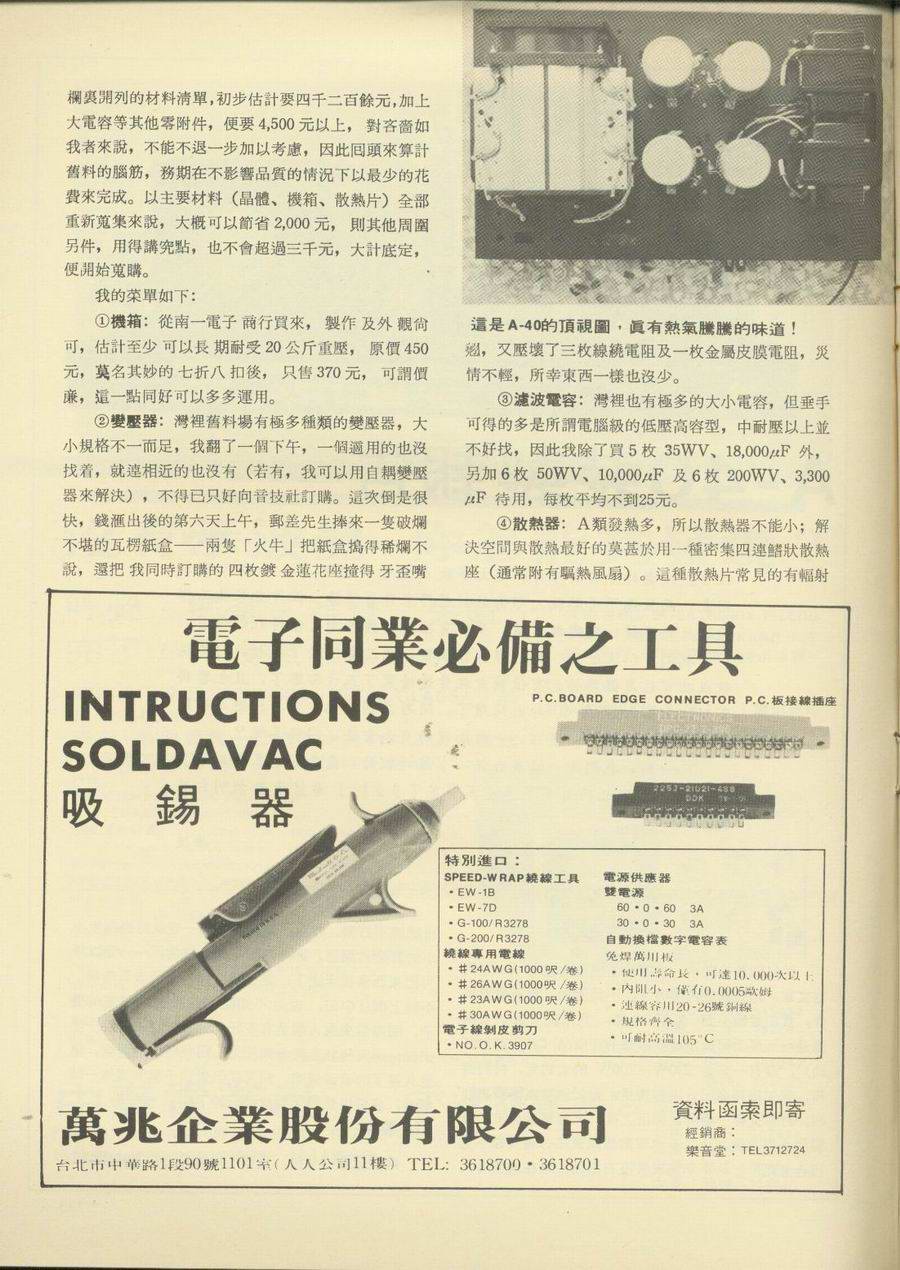 欄裏開列的材料清單,初步估計要四千二百餘元,加上
大電容等其他零附件，便要4,500元以上，對吝嗇如
我者來說，不能不退一步加以考慮，因此囘頭來算計
舊料的腦筋，務期在不影響品質的情況下以最少的花
費來完成。以主要材料（晶體、機箱、散熱片）全部
重新蒐集來說，大概可以節省2,000元，則其他周圍
另件，用得講究點，也不會超過三千元，大計底定，
便開始蒐購。
我的菜單如下：
①機箱：從南一電子商行買來，製作及外觀尙
可，估計至少可以長期耐受20公斤重壓，原價450
元，莫名其妙的七折八扣後，只售370元，可謂價
廉，這一點同好可以多多運用。
②變壓器：灣裡舊料場有極多種類的變壓器，大
小規格不一而足，我翻了一個下午，一個適用的也沒
找着，就連相近的也沒有（若有，我可以用自耦變壓
器來解決），不得已只好向音技社訂購。這次倒是很
快，錢滙出後的第六天上午，郵差先生捧來一隻破爛
不堪的瓦楞紙盒——兩隻「火牛」把紙盒搗得稀爛不
說，還把我同時訂購的四枚鍍金蓮花座撞得牙歪嘴
這是A-40的頂視圖，眞有熱氣騰騰的味道！
翹，又壓壞了三枚線繞電阻及一枚金屬皮膜電阻，災
情不輕，所幸東西一樣也沒少。
③濾波電容：灣裡也有極多的大小電容，但垂手
可得的多是所謂電腦級的低壓高容型，中耐壓以上並
不好找，因此我除了買5枚 35WV、18,000μF 外，
另加6枚 50WV、10,000μF 及6枚 200WV、3,300
μF 待用，每枚平均不到25元。
④散熱器：A類發熱多，所以散熱器不能小；解
決空間與散熱最好的莫甚於用一種密集四連鰭狀散熱
座（通常附有驅熱風扇）。這種散熱片常見的有輻射
電子同業必備之工具
INTRUCTIONS
SOLDAVAC
吸錫器
P.C.BOARD EDGE CONNECTOR P.C.板接線插座
ELECTRONICS
225J-21021-488
DDK
特別進口：
SPEED-WRAP繞線工具
• EW-1B
• EW-7D
• G-100/R3278
• G-200/R3278
繞線專用電線
• #24AWG(1000呎/卷)
• #26AWG(1000呎/卷)
• #23AWG(1000呎/卷)
• #30AWG(1000呎/卷)
電子線剝皮剪刀
• NO.O.K.3907
電源供應器
雙電源
60•0•60 3A
30•0•30 3A
自動換檔數字電容表
免焊萬用板
• 使用壽命長，可達10,000次以上
• 內阻小，僅有0.0005歐姆
• 連線容用20-26號銅線
• 規格齊全
• 可耐高溫105°C
萬兆企業股份有限公司
台北市中華路1段90號1101室(人人公司11樓) TEL: 3618700•3618701
資料函索即寄
經銷商：
樂音堂：TEL3712724